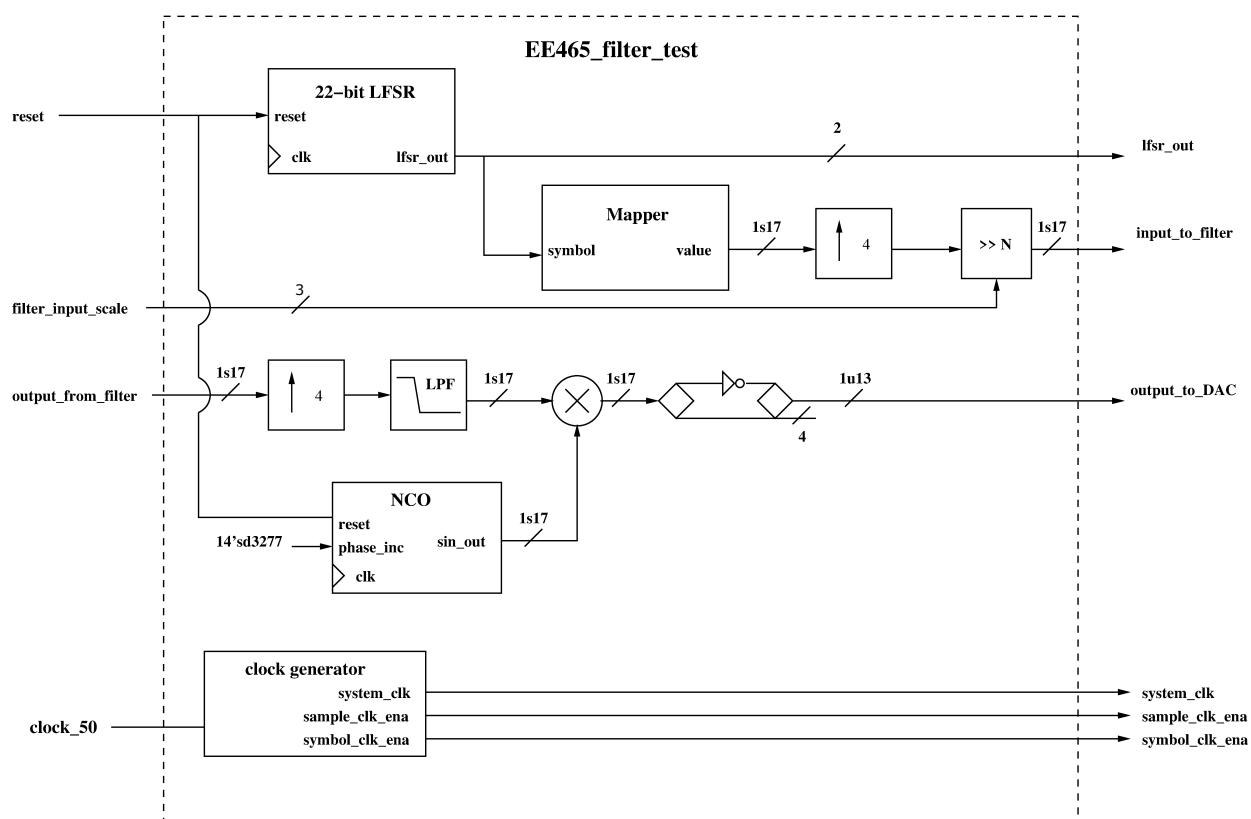 EE465_filter_test
22−bit LFSR
reset
reset
clk
lfsr_out
2
lfsr_out
Mapper
symbol
value
1s17
4
>> N
1s17
input_to_filter
filter_input_scale
3
output_from_filter
1s17
4
LPF
1s17
1s17
4
1u13
output_to_DAC
NCO
reset
14'sd3277
phase_inc
sin_out
clk
1s17
clock generator
clock_50
system_clk
sample_clk_ena
symbol_clk_ena
system_clk
sample_clk_ena
symbol_clk_ena